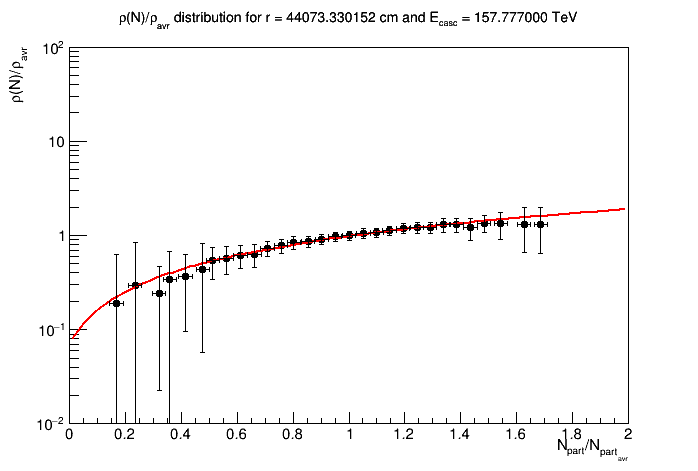 ρ(N)/ρavr distribution for r = 44073.330152 cm and Ecasc = 157.777000 TeV
ρ(N)/ρavr
10²
10
1
10⁻¹
10⁻²
0 0.2 0.4 0.6 0.8 1 1.2 1.4 1.6 1.8 2
Npart/Npartavr